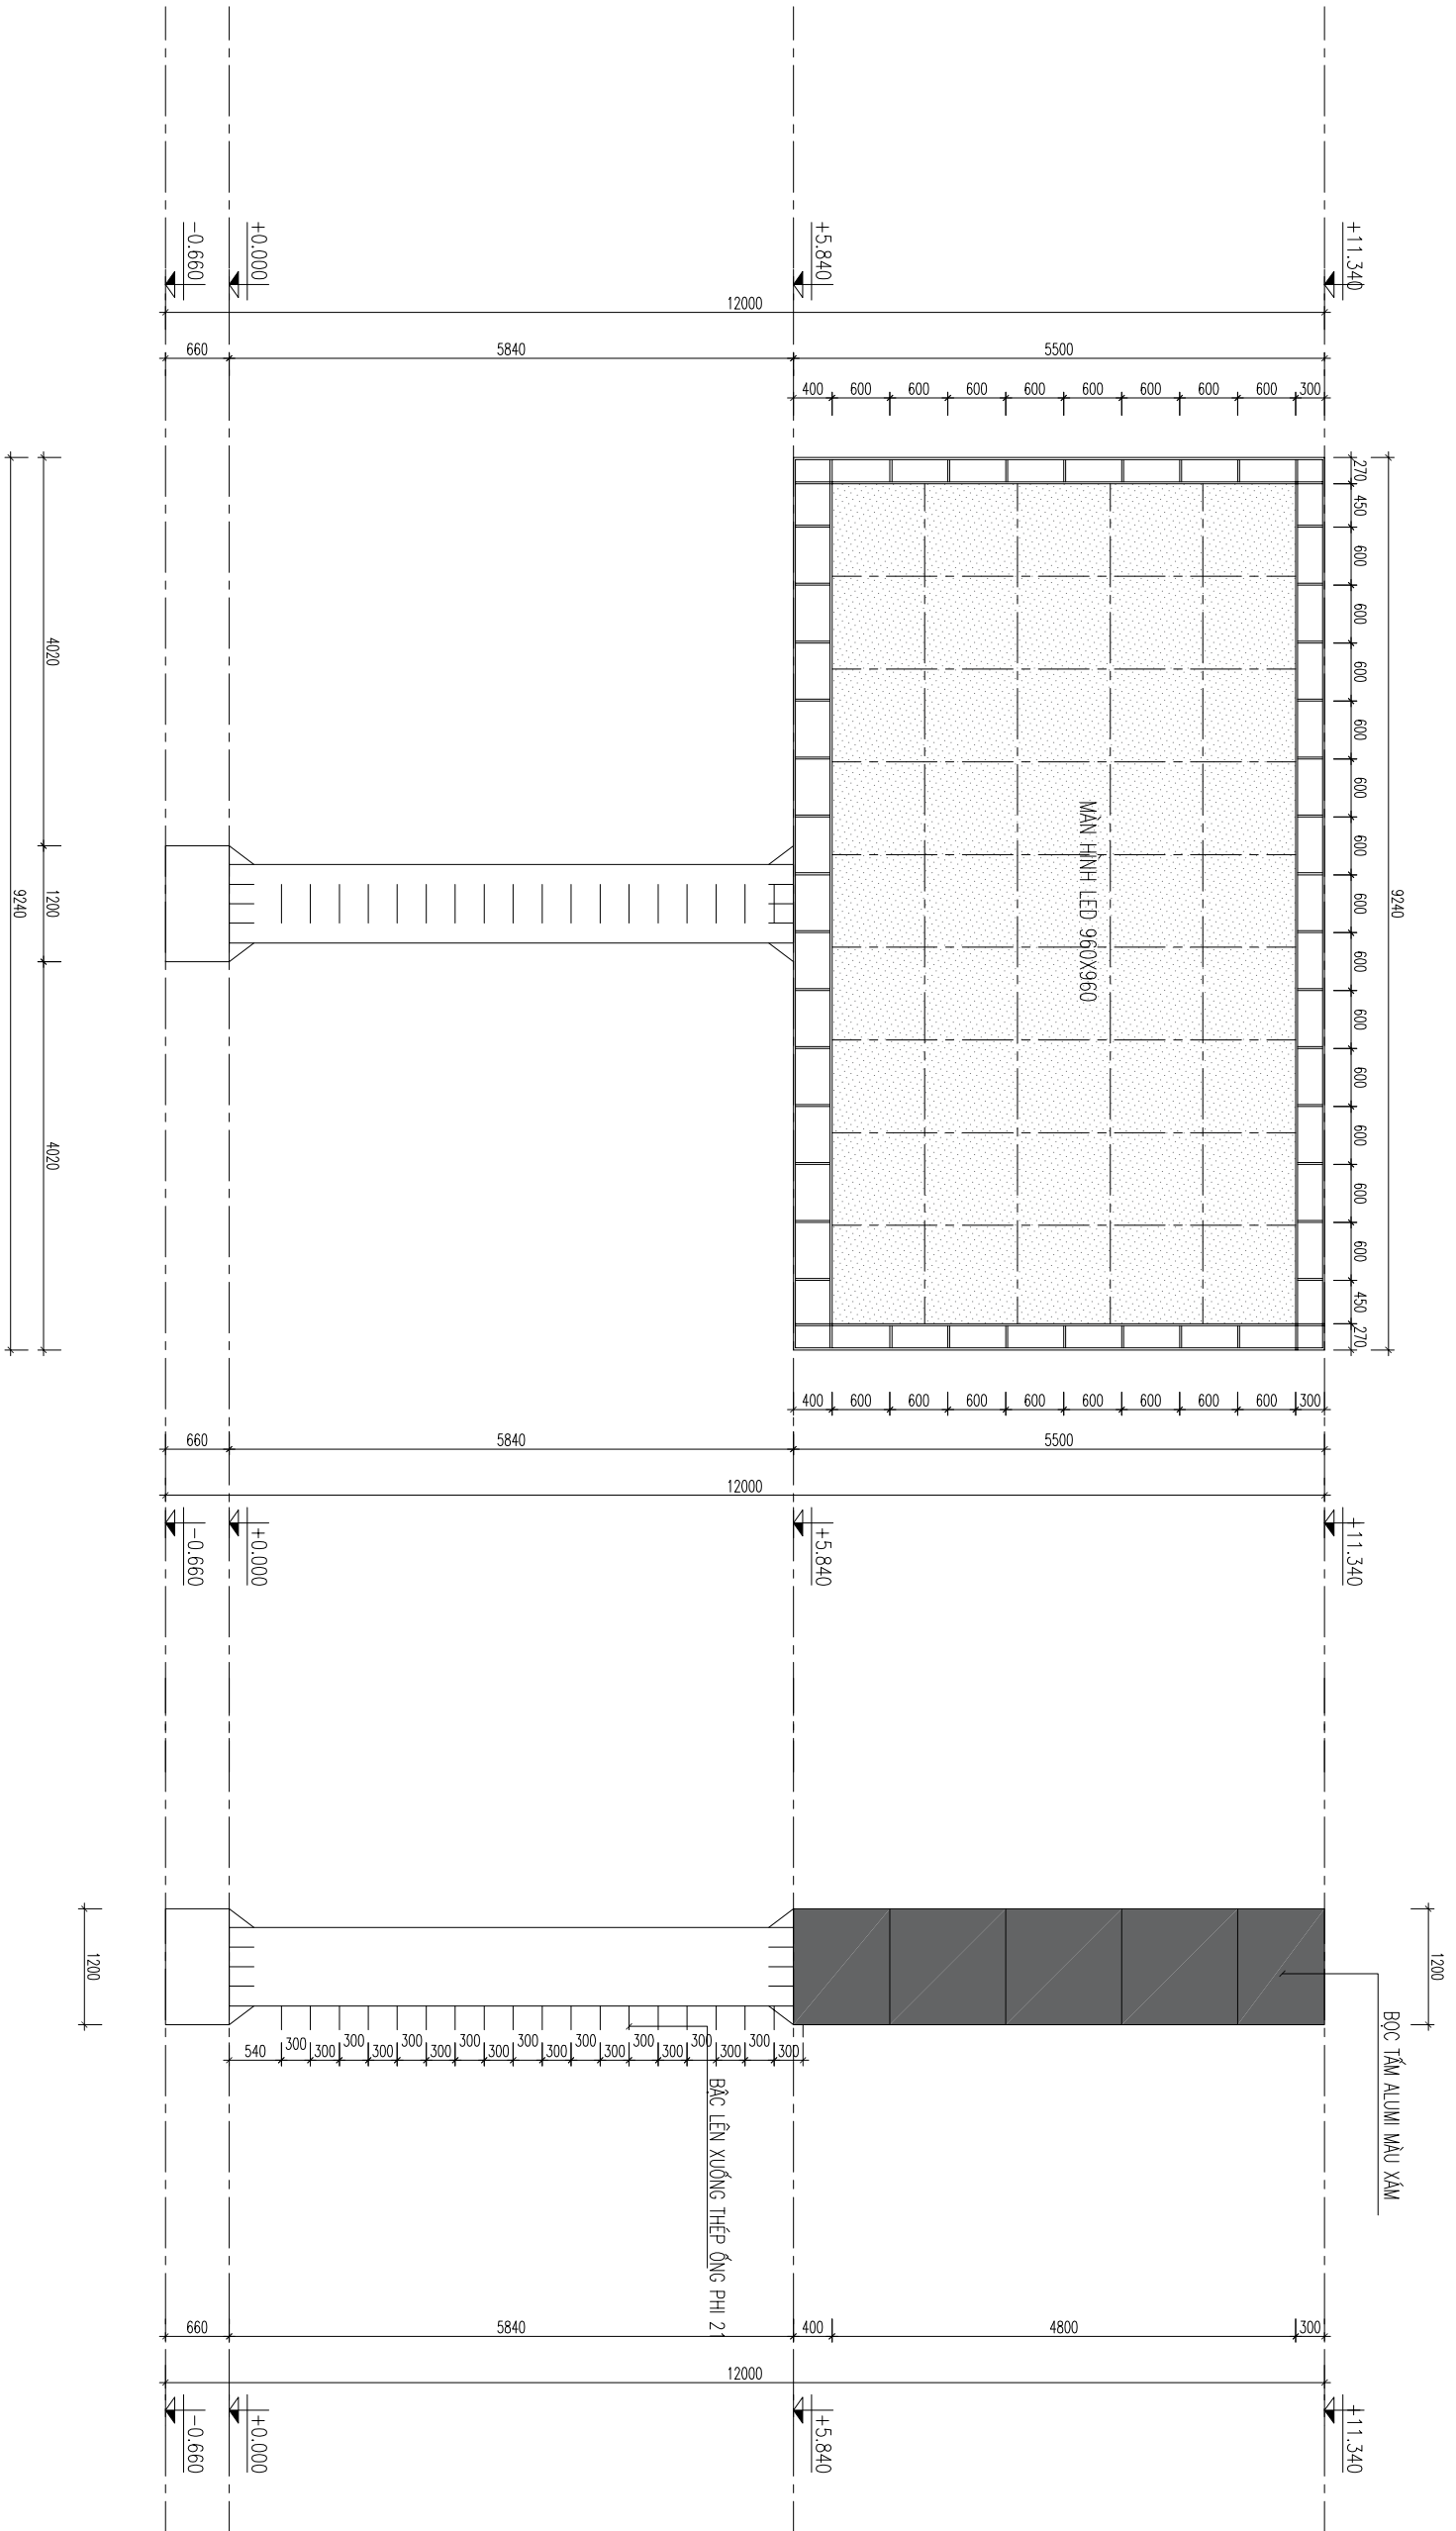 9240
270 450 600 600 600 600 600 600 600 600 600 600 600 600 600 450 270
+11.340
+5.840
+0.000
-0.660
12000
660 5840 5500
400 600 600 600 600 600 600 600 600 300
MÀN HÌNH LED 960X960
400 600 600 600 600 600 600 600 600 300
660 5840 5500
12000
+11.340
+5.840
+0.000
-0.660
4020 1200 4020
9240
1200
BỌC TẤM ALUMI MÀU XÁM
540 300 300 300 300 300 300 300 300 300 300 300 300 300 300 300 300 300 300
BẬC LÊN XUỐNG THÉP ỐNG PHI 21
660 5840 400 4800 300
12000
+11.340
+5.840
+0.000
-0.660
1200